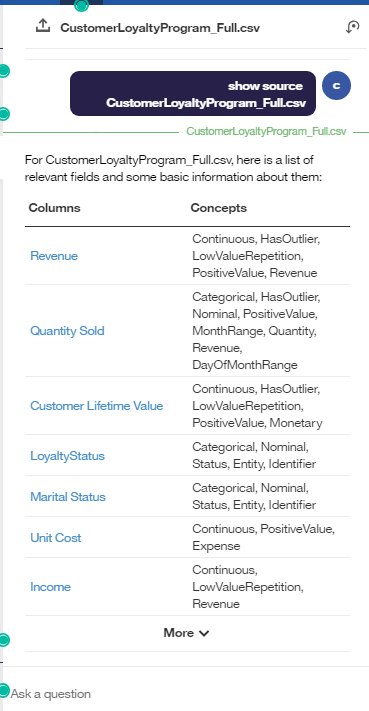 CustomerLoyaltyProgram_Full.csv
show source
CustomerLoyaltyProgram_Full.csv
C
CustomerLoyaltyProgram_Full.csv
For CustomerLoyaltyProgram_Full.csv, here is a list of
relevant fields and some basic information about them:
Columns Concepts
Revenue Continuous, HasOutlier,
LowValueRepetition,
PositiveValue, Revenue
Quantity Sold Categorical, HasOutlier,
Nominal, PositiveValue,
MonthRange, Quantity,
Revenue,
DayOfMonthRange
Customer Lifetime Value Continuous, HasOutlier,
LowValueRepetition,
PositiveValue, Monetary
LoyaltyStatus Categorical, Nominal,
Status, Entity, Identifier
Marital Status Categorical, Nominal,
Status, Entity, Identifier
Unit Cost Continuous, PositiveValue,
Expense
Income Continuous,
LowValueRepetition,
Revenue
More
Ask a question